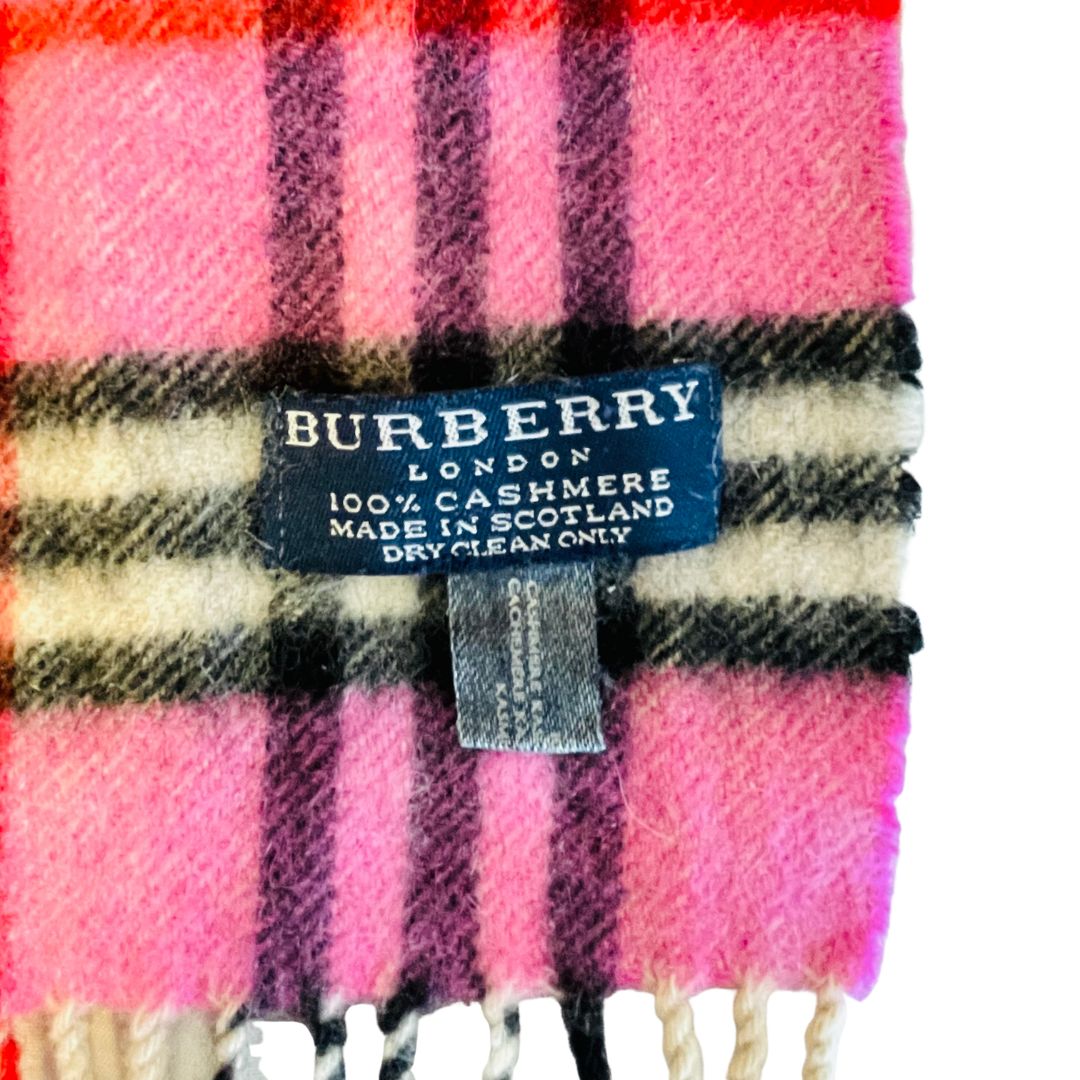 BURBERRY
LONDON
100% CASHMERE
MADE IN SCOTLAND
DRY CLEAN ONLY